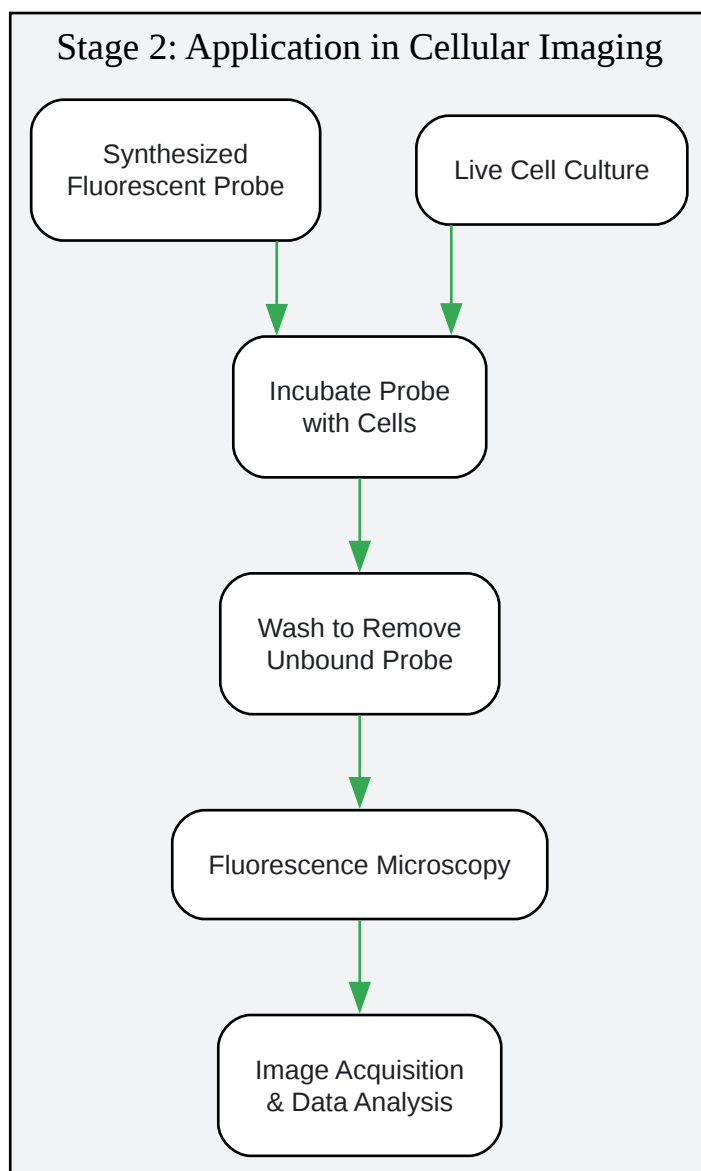 Stage 2: Application in Cellular Imaging
Synthesized
Fluorescent Probe
Live Cell Culture
Incubate Probe
with Cells
Wash to Remove
Unbound Probe
Fluorescence Microscopy
Image Acquisition
& Data Analysis